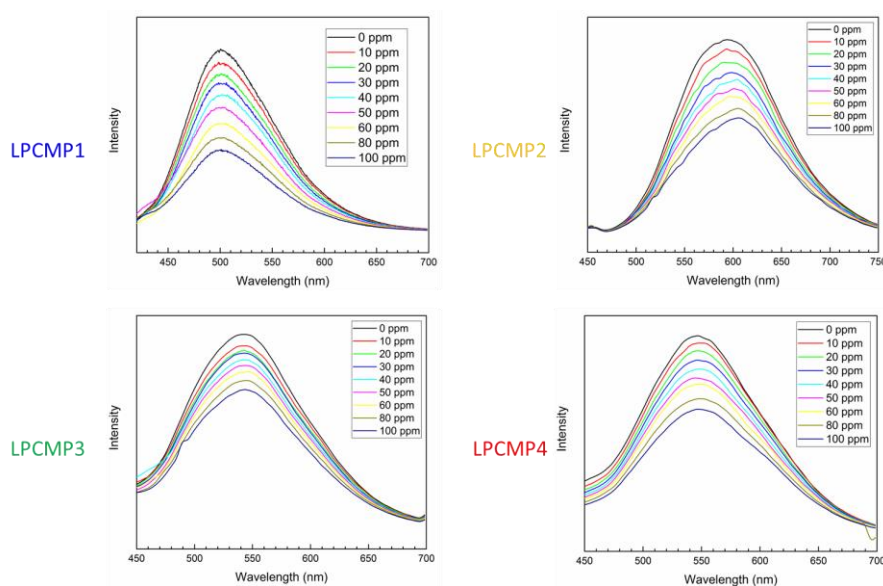 LPCMP1
Intensity
0 ppm
10 ppm
20 ppm
30 ppm
40 ppm
50 ppm
60 ppm
80 ppm
100 ppm
450 500 550 600 650 700
Wavelength (nm)
LPCMP2
Intensity
0 ppm
10 ppm
20 ppm
30 ppm
40 ppm
50 ppm
60 ppm
80 ppm
100 ppm
450 500 550 600 650 700 750
Wavelength (nm)
LPCMP3
Intensity
0 ppm
10 ppm
20 ppm
30 ppm
40 ppm
50 ppm
60 ppm
80 ppm
100 ppm
450 500 550 600 650 700
Wavelength (nm)
LPCMP4
Intensity
0 ppm
10 ppm
20 ppm
30 ppm
40 ppm
50 ppm
60 ppm
80 ppm
100 ppm
450 500 550 600 650 700
Wavelength (nm)